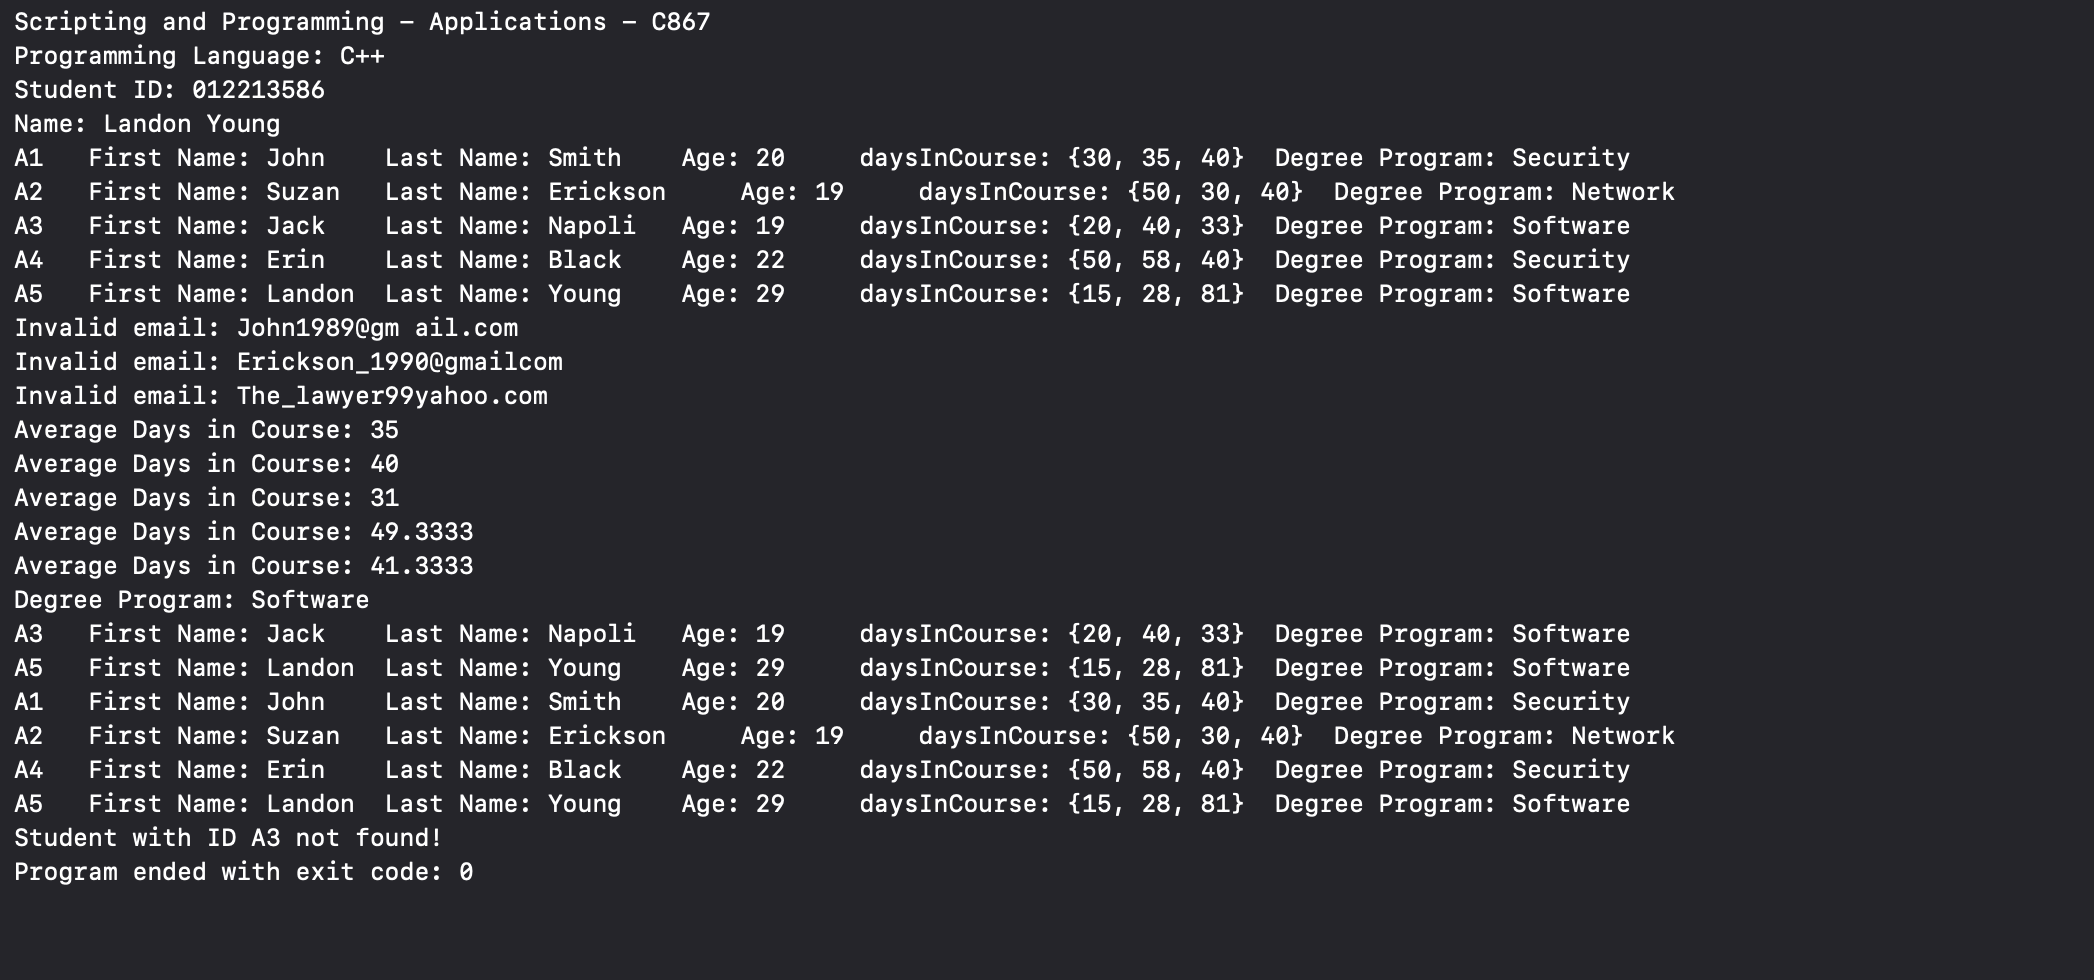 Scripting and Programming – Applications – C867
Programming Language: C++
Student ID: 012213586
Name: Landon Young
A1   First Name: John    Last Name: Smith    Age: 20     daysInCourse: {30, 35, 40}  Degree Program: Security
A2   First Name: Suzan   Last Name: Erickson     Age: 19     daysInCourse: {50, 30, 40}  Degree Program: Network
A3   First Name: Jack    Last Name: Napoli   Age: 19     daysInCourse: {20, 40, 33}  Degree Program: Software
A4   First Name: Erin    Last Name: Black    Age: 22     daysInCourse: {50, 58, 40}  Degree Program: Security
A5   First Name: Landon  Last Name: Young    Age: 29     daysInCourse: {15, 28, 81}  Degree Program: Software
Invalid email: John1989@gm ail.com
Invalid email: Erickson_1990@gmailcom
Invalid email: The_lawyer99yahoo.com
Average Days in Course: 35
Average Days in Course: 40
Average Days in Course: 31
Average Days in Course: 49.3333
Average Days in Course: 41.3333
Degree Program: Software
A3   First Name: Jack    Last Name: Napoli   Age: 19     daysInCourse: {20, 40, 33}  Degree Program: Software
A5   First Name: Landon  Last Name: Young    Age: 29     daysInCourse: {15, 28, 81}  Degree Program: Software
A1   First Name: John    Last Name: Smith    Age: 20     daysInCourse: {30, 35, 40}  Degree Program: Security
A2   First Name: Suzan   Last Name: Erickson     Age: 19     daysInCourse: {50, 30, 40}  Degree Program: Network
A4   First Name: Erin    Last Name: Black    Age: 22     daysInCourse: {50, 58, 40}  Degree Program: Security
A5   First Name: Landon  Last Name: Young    Age: 29     daysInCourse: {15, 28, 81}  Degree Program: Software
Student with ID A3 not found!
Program ended with exit code: 0